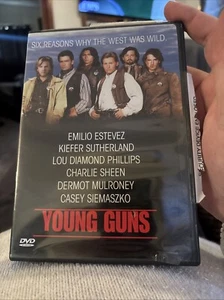 SIX REASONS WHY THE WEST WAS WILD.
EMILIO ESTEVEZ
KIEFER SUTHERLAND
LOU DIAMOND PHILLIPS
CHARLIE SHEEN
DERMOT MULRONEY
CASEY SIEMASZKO
YOUNG GUNS
DVD